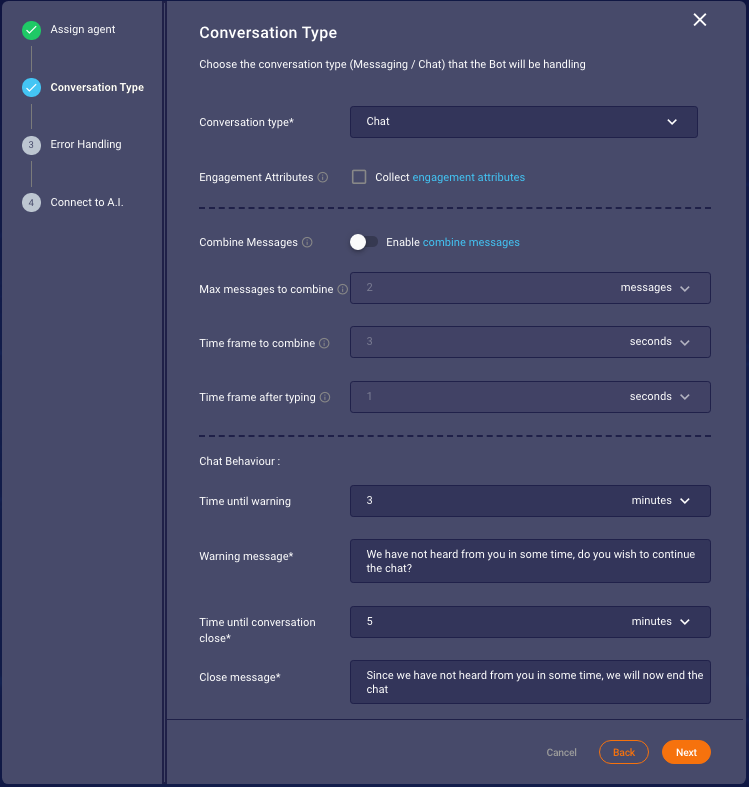 Assign agent
Conversation Type
3
Error Handling
4
Connect to A.I.
Conversation Type
Choose the conversation type (Messaging / Chat) that the Bot will be handling
Conversation type*
Chat
Engagement Attributes
Collect engagement attributes
Combine Messages
Enable combine messages
Max messages to combine
2
messages
Time frame to combine
3
seconds
Time frame after typing
1
seconds
Chat Behaviour :
Time until warning
3
minutes
Warning message*
We have not heard from you in some time, do you wish to continue
the chat?
Time until conversation
close*
5
minutes
Close message*
Since we have not heard from you in some time, we will now end the
chat
Cancel
Back
Next